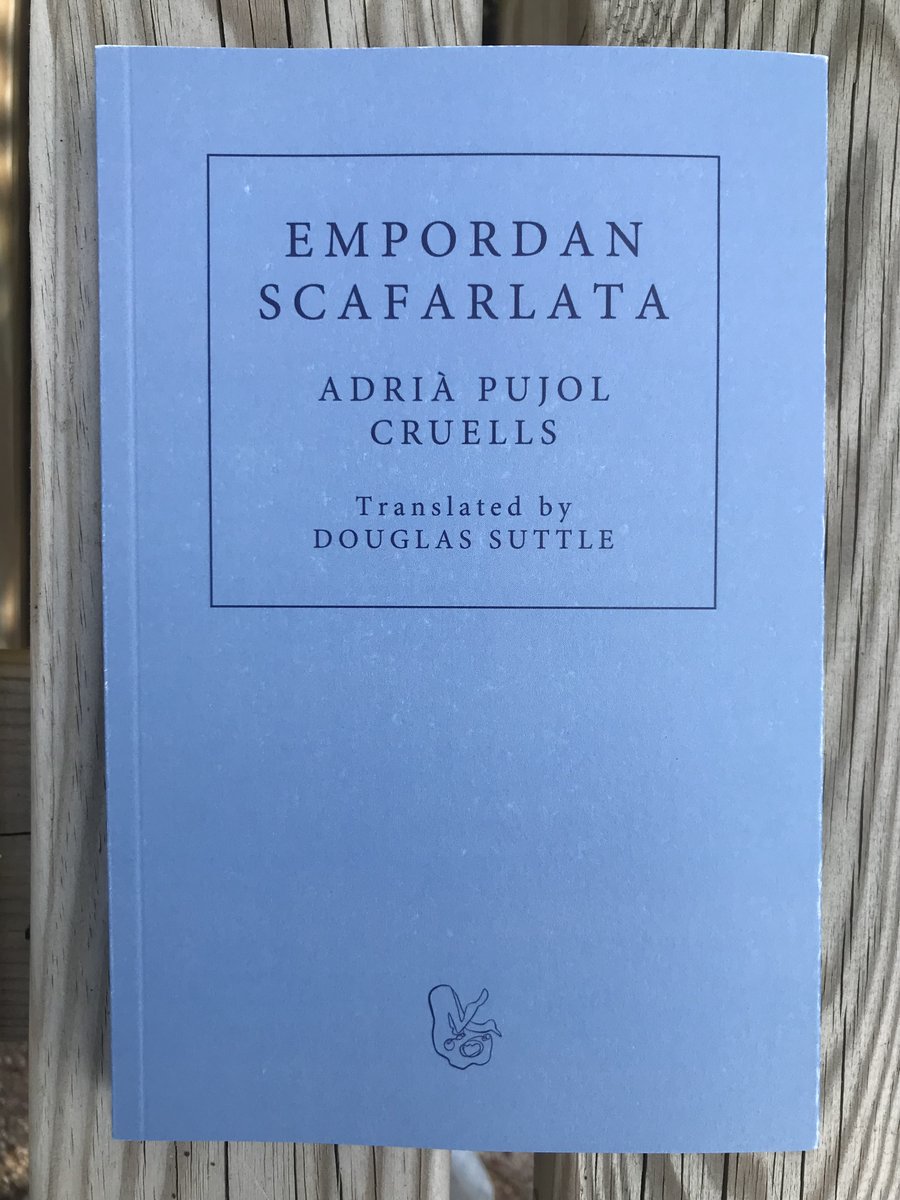 EMPORDAN
SCAFARLATA
ADRIÀ PUJOL
CRUELLS
Translated by
DOUGLAS SUTTLE